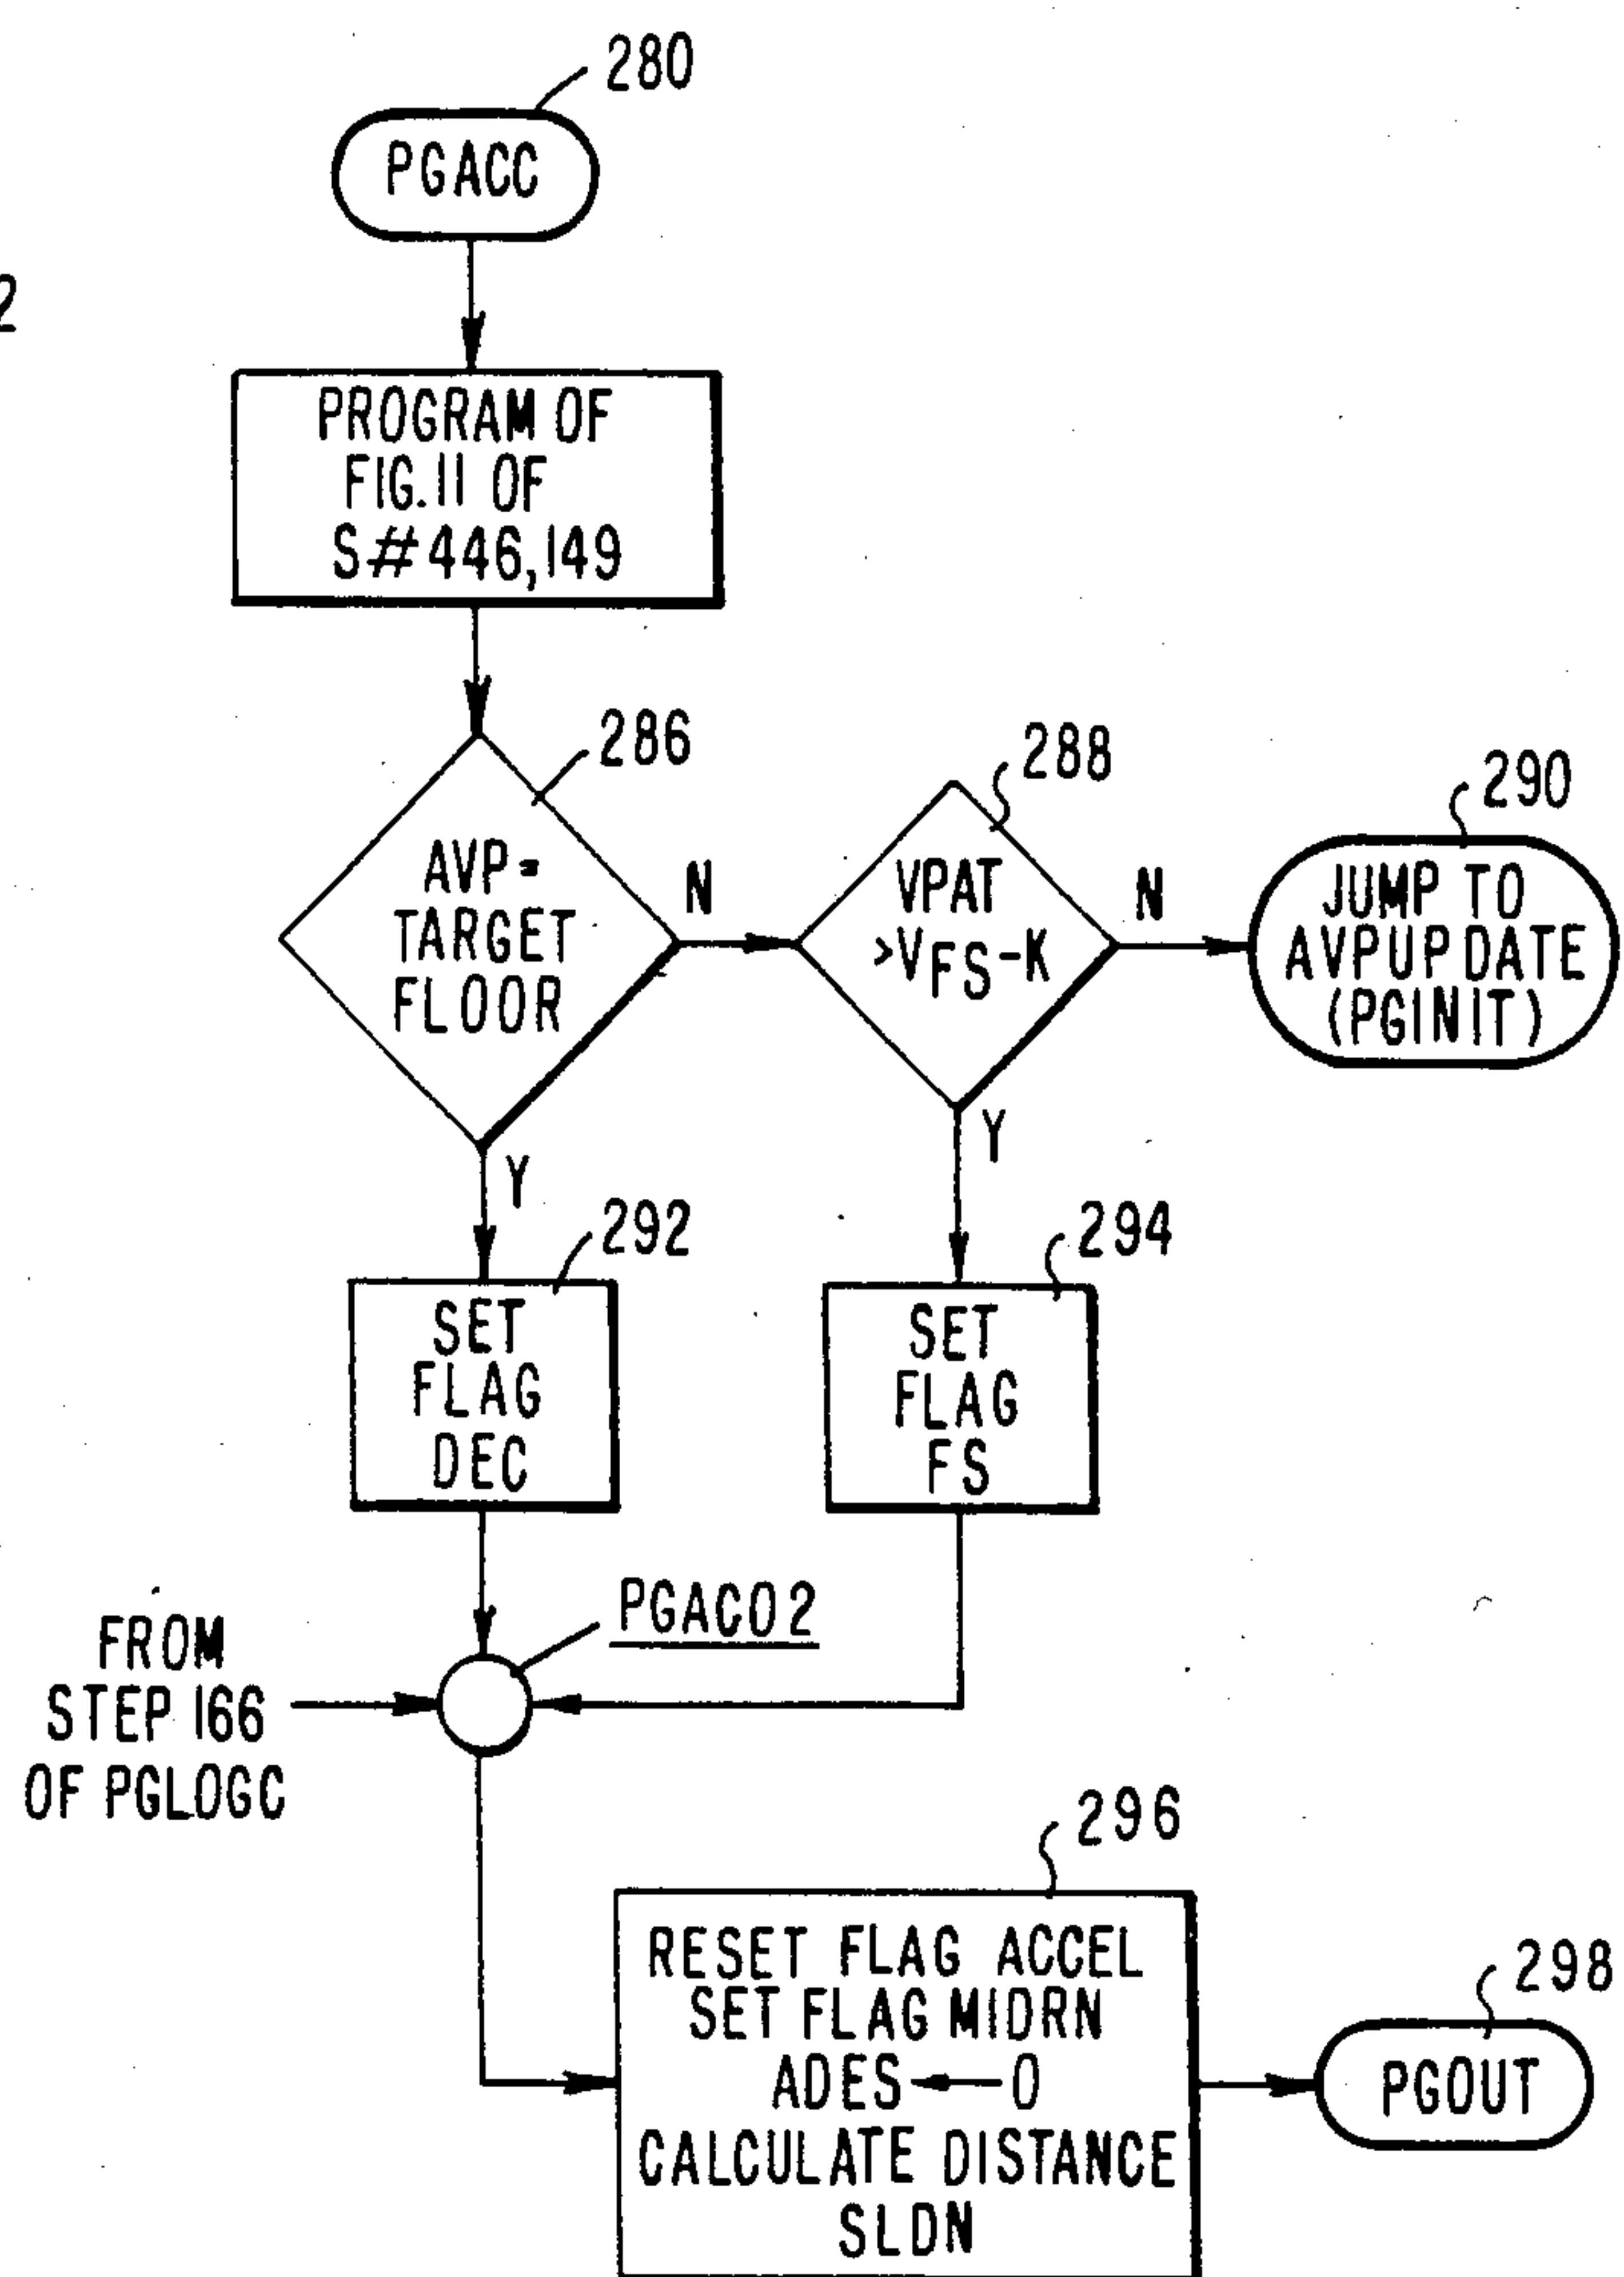 280
PGACC
2
PROGRAM OF
FIG.11 OF
S#446,149
286
288
290
AVP=
TARGET
FLOOR
N
VPAT
>VFS-K
N
JUMP TO
AVPUPDATE
(PGINIT)
Y
Y
292
294
SET
FLAG
DEC
SET
FLAG
FS
PGACO2
FROM
STEP 166
OF PGLOGC
296
298
RESET FLAG ACCEL
SET FLAG MIDRN
ADES←0
CALCULATE DISTANCE
SLDN
PGOUT